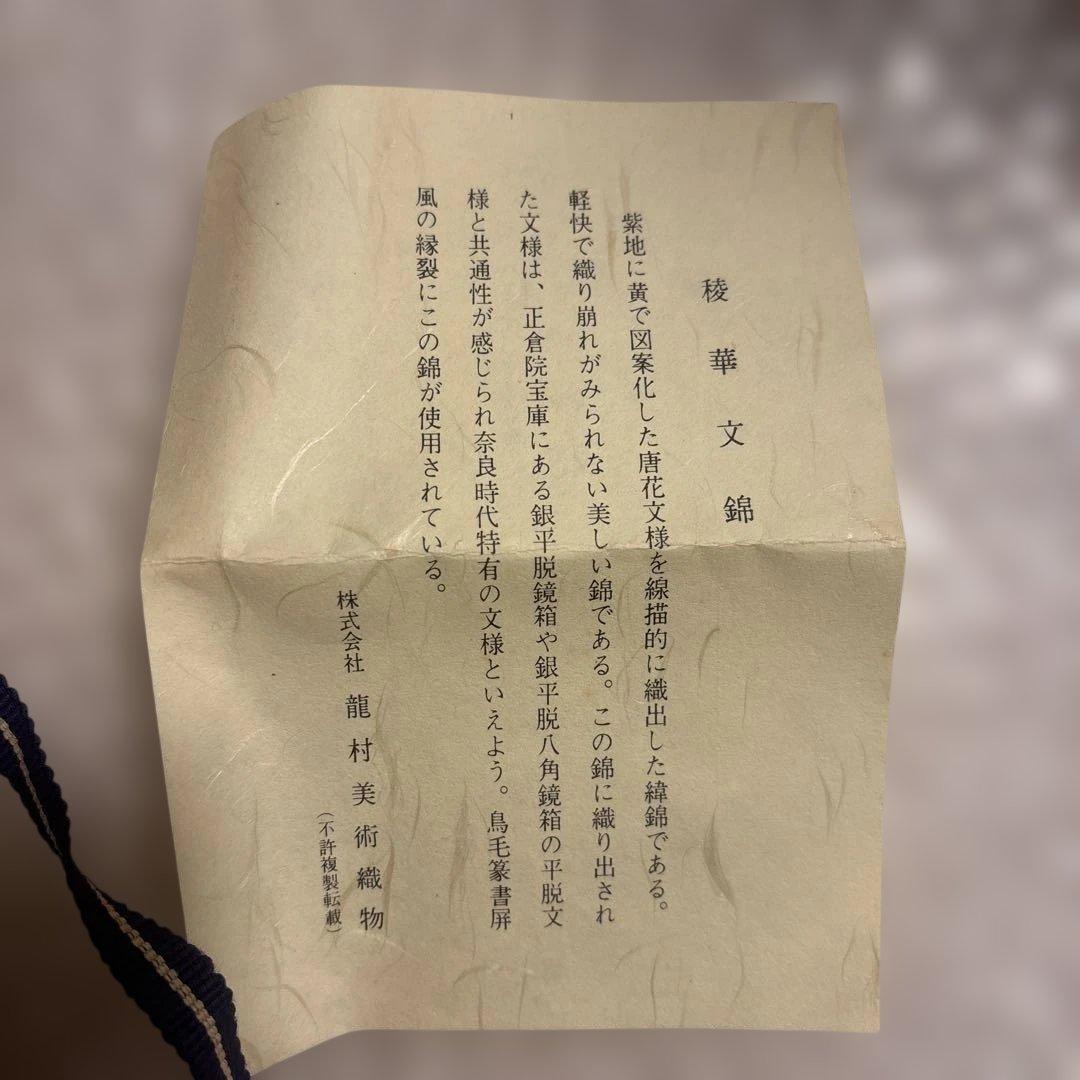 稜華文錦
紫地に黄で図案化した唐花文様を線描的に織出した緯錦である。
軽快で織り崩れがみられない美しい錦である。この錦に織り出され
た文様は、正倉院宝庫にある銀平脱鏡箱や銀平脱八角鏡箱の平脱文
様と共通性が感じられ奈良時代特有の文様といえよう。鳥毛篆書屏
風の縁裂にこの錦が使用されている。
株式会社 龍村美術織物
(不許複製転載)